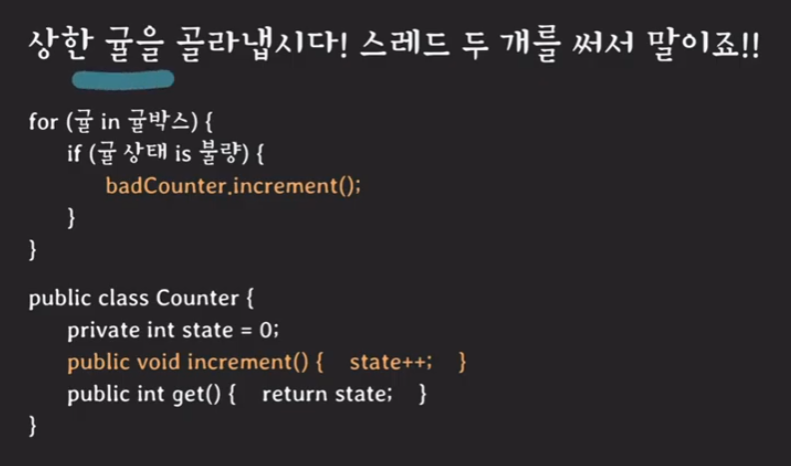 상한 귤을 골라냅시다! 스레드 두 개를 써서 말이죠!!
for (귤 in 귤박스) {
if (귤 상태 is 불량) {
badCounter.increment();
}
}
public class Counter {
private int state = 0;
public void increment() { state++; }
public int get() { return state; }
}